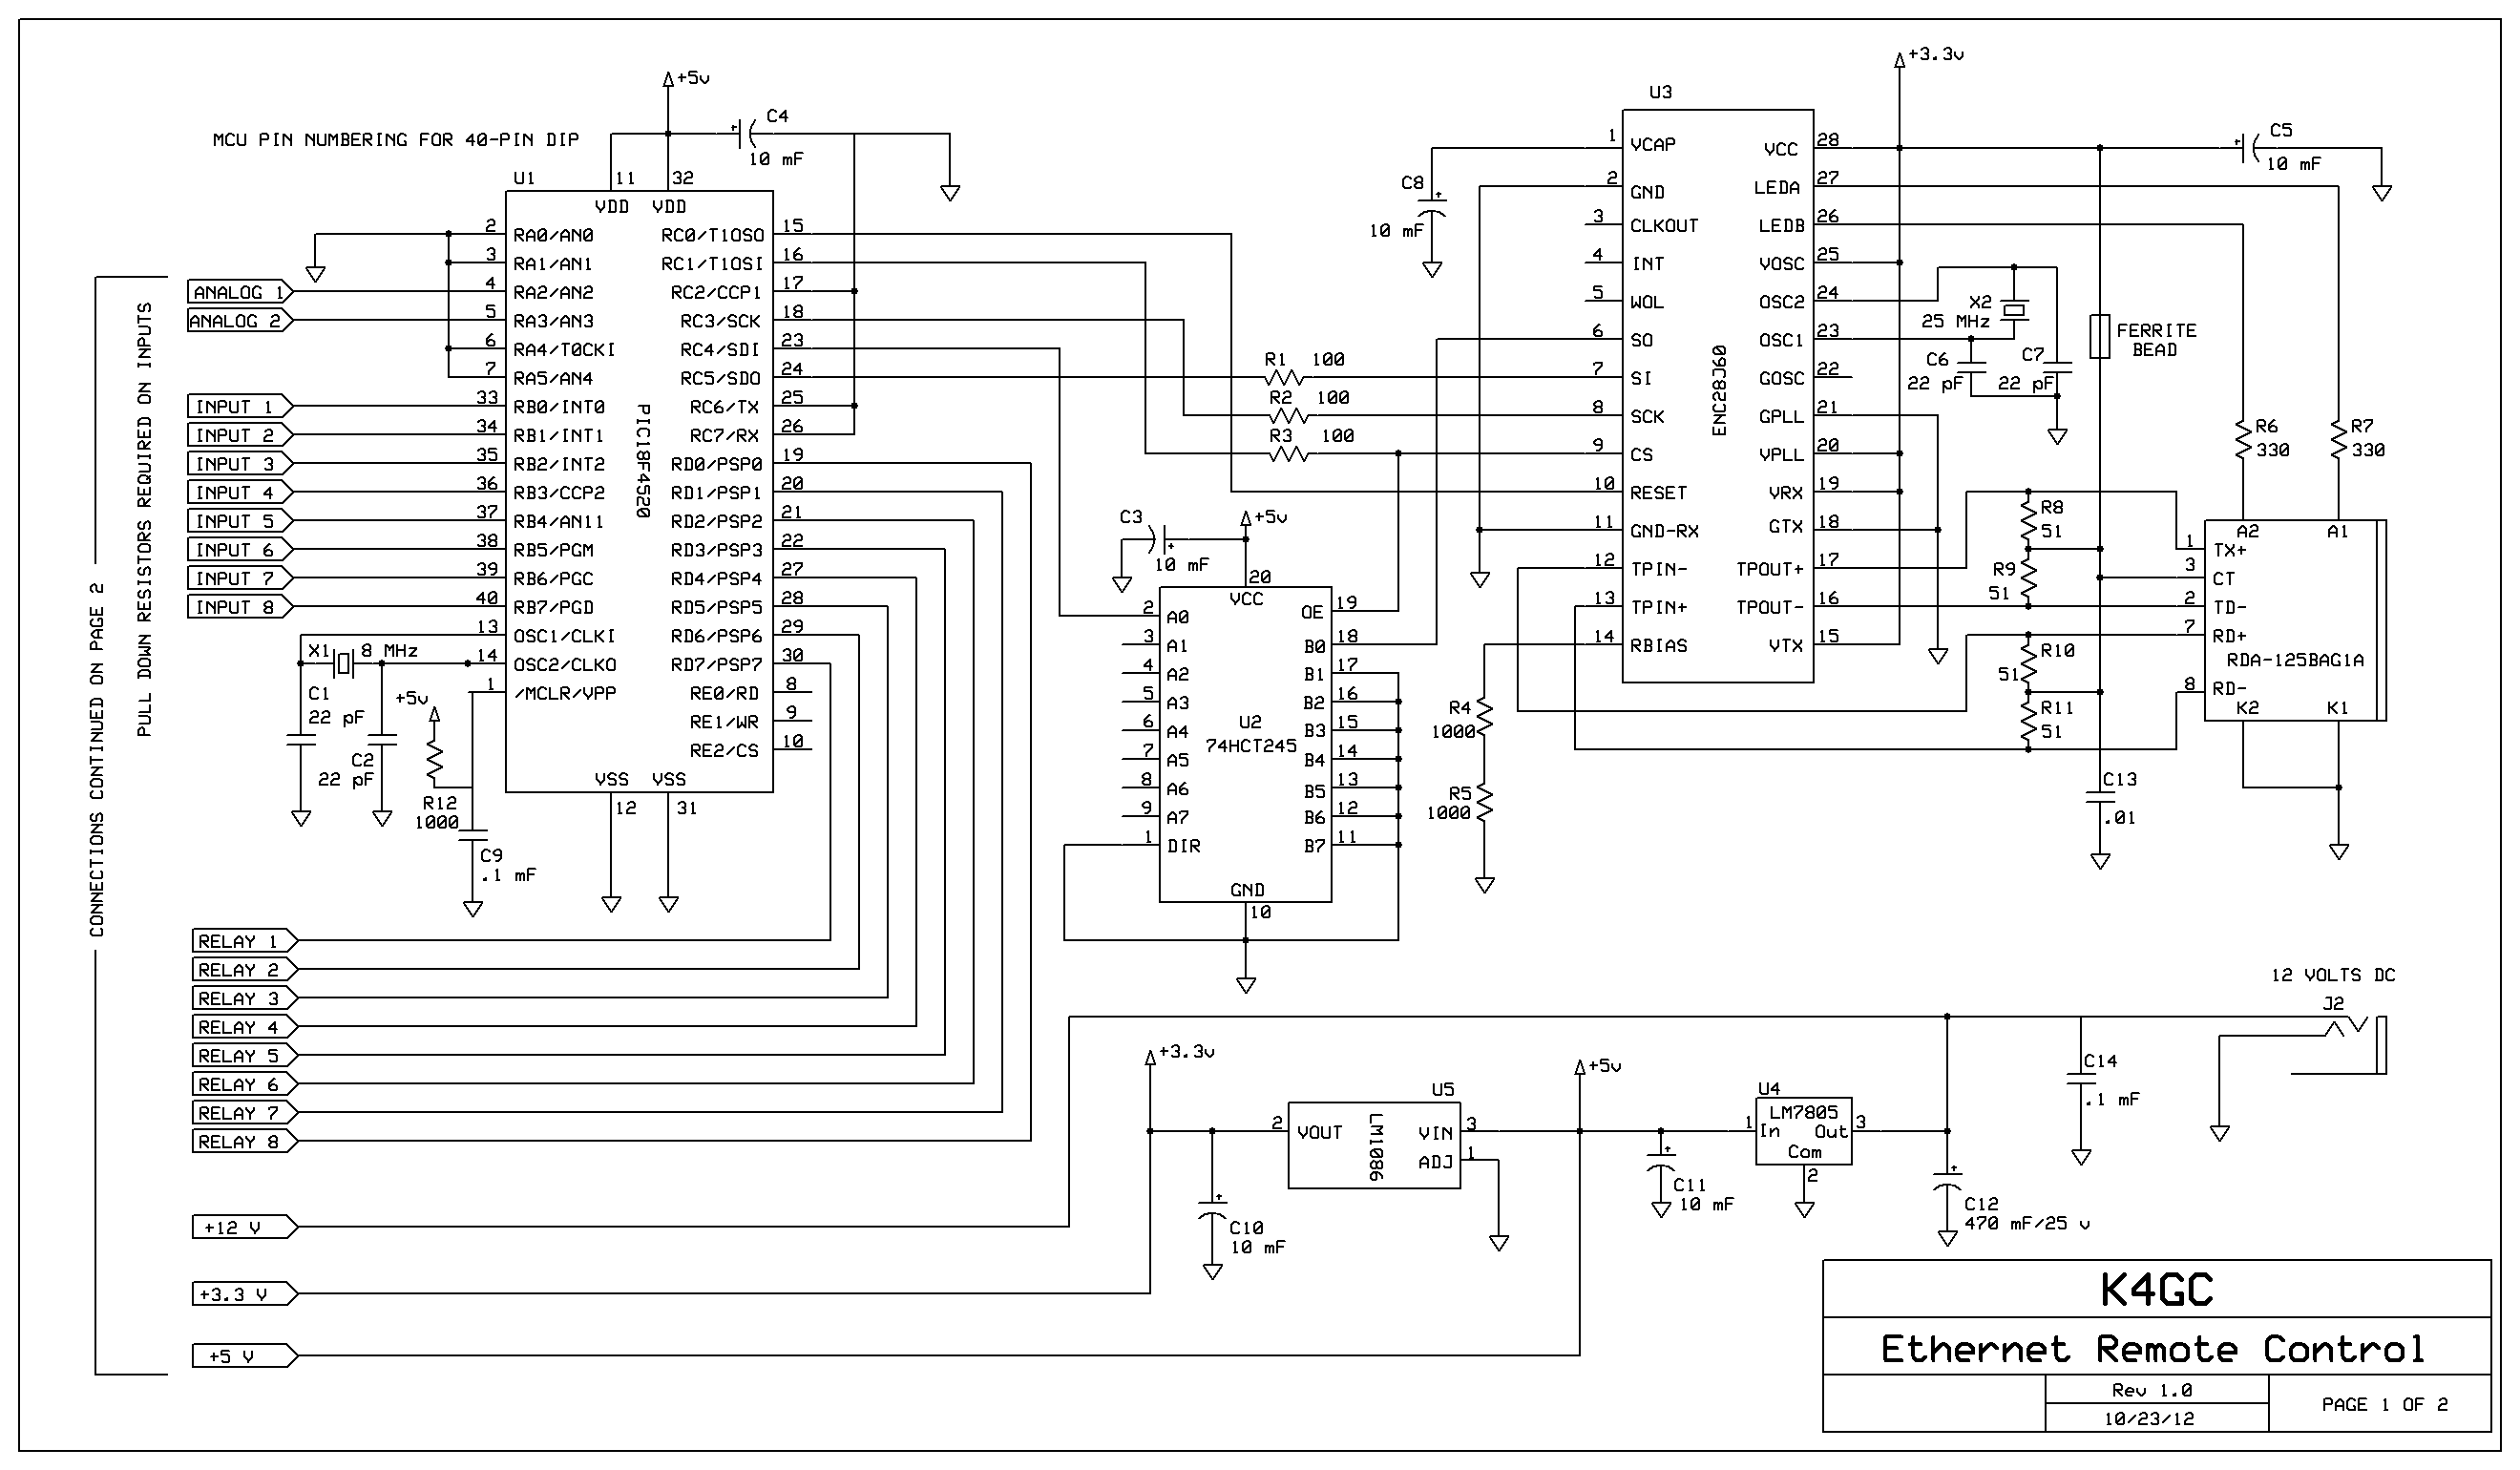 MCU PIN NUMBERING FOR 40-PIN DIP
+5v
C4
10 mF
U1
11
32
VDD
VDD
2
RA0/AN0
3
RA1/AN1
4
RA2/AN2
5
RA3/AN3
6
RA4/T0CKI
7
RA5/AN4
33
RB0/INT0
34
RB1/INT1
35
RB2/INT2
36
RB3/CCP2
37
RB4/AN11
38
RB5/PGM
39
RB6/PGC
40
RB7/PGD
13
OSC1/CLKI
14
OSC2/CLKO
1
/MCLR/VPP
PIC18F4520
RC0/T1OSO
15
RC1/T1OSI
16
RC2/CCP1
17
RC3/SCK
18
RC4/SDI
23
RC5/SDO
24
RC6/TX
25
RC7/RX
26
RD0/PSP0
19
RD1/PSP1
20
RD2/PSP2
21
RD3/PSP3
22
RD4/PSP4
27
RD5/PSP5
28
RD6/PSP6
29
RD7/PSP7
30
RE0/RD
8
RE1/WR
9
RE2/CS
10
VSS
VSS
12
31
CONNECTIONS CONTINUED ON PAGE 2
PULL DOWN RESISTORS REQUIRED ON INPUTS
ANALOG 1
ANALOG 2
INPUT 1
INPUT 2
INPUT 3
INPUT 4
INPUT 5
INPUT 6
INPUT 7
INPUT 8
X1
8 MHz
C1
22 pF
C2
22 pF
+5v
R12
1000
C9
.1 mF
RELAY 1
RELAY 2
RELAY 3
RELAY 4
RELAY 5
RELAY 6
RELAY 7
RELAY 8
+12 V
+3.3 V
+5 V
R1 100
R2 100
R3 100
C3
+5v
10 mF
20
VCC
2
A0
3
A1
4
A2
5
A3
6
A4
7
A5
8
A6
9
A7
1
DIR
U2
74HCT245
OE
19
B0
18
B1
17
B2
16
B3
15
B4
14
B5
13
B6
12
B7
11
GND
10
C8
10 mF
U3
+3.3v
1
VCAP
2
GND
3
CLKOUT
4
INT
5
WOL
6
SO
7
SI
8
SCK
9
CS
10
RESET
11
GND-RX
12
TPIN-
13
TPIN+
14
RBIAS
ENC28J60
VCC
28
LEDA
27
LEDB
26
VOSC
25
OSC2
24
OSC1
23
GOSC
22
GPLL
21
VPLL
20
VRX
19
GTX
18
TPOUT+
17
TPOUT-
16
VTX
15
R4
1000
R5
1000
C5
10 mF
X2
25 MHz
C6
22 pF
C7
22 pF
FERRITE
BEAD
R6
330
R7
330
R8
51
R9
51
R10
51
R11
51
A2
A1
1
TX+
3
CT
2
TD-
7
RD+
RDA-125BAG1A
8
RD-
K2
K1
C13
.01
12 VOLTS DC
J2
C14
.1 mF
+3.3v
U5
2
VOUT
LM1086
VIN
3
ADJ
1
C10
10 mF
+5v
C11
10 mF
U4
LM7805
1
In
Out
3
Com
2
C12
470 mF/25 v
K4GC
Ethernet Remote Control
Rev 1.0
10/23/12
PAGE 1 OF 2